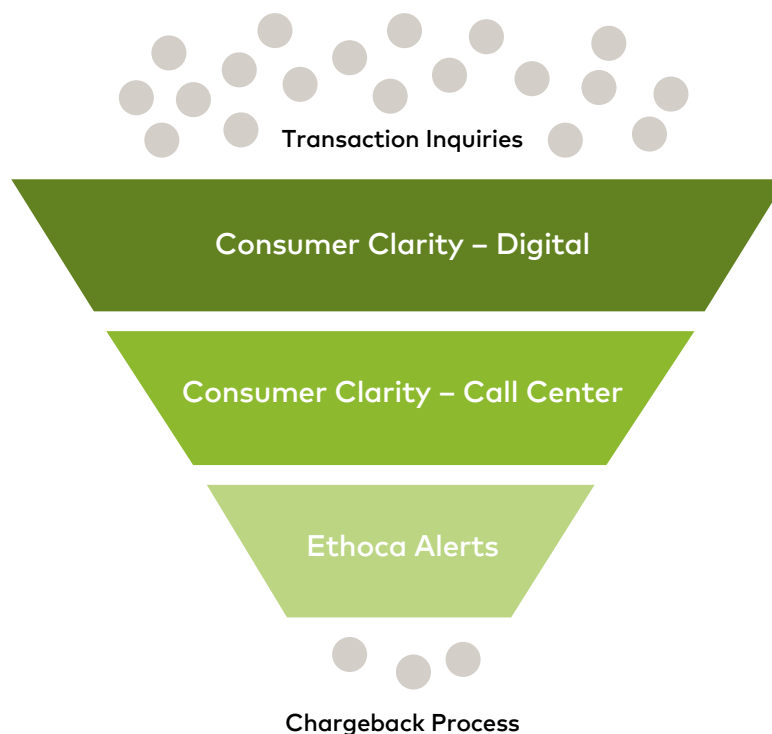 Transaction Inquiries
Consumer Clarity – Digital
Consumer Clarity – Call Center
Ethoca Alerts
Chargeback Process